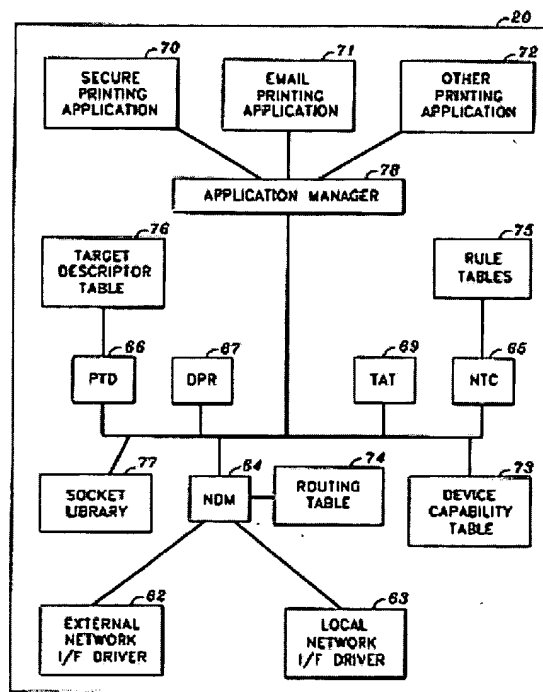 20
70
71
72
SECURE
PRINTING
APPLICATION
EMAIL
PRINTING
APPLICATION
OTHER
PRINTING
APPLICATION
78
APPLICATION MANAGER
76
TARGET
DESCRIPTOR
TABLE
75
RULE
TABLES
66
PTD
67
DPR
69
TAT
65
NTC
77
SOCKET
LIBRARY
64
NDM
74
ROUTING
TABLE
73
DEVICE
CAPABILITY
TABLE
62
EXTERNAL
NETWORK
I/F DRIVER
63
LOCAL
NETWORK
I/F DRIVER